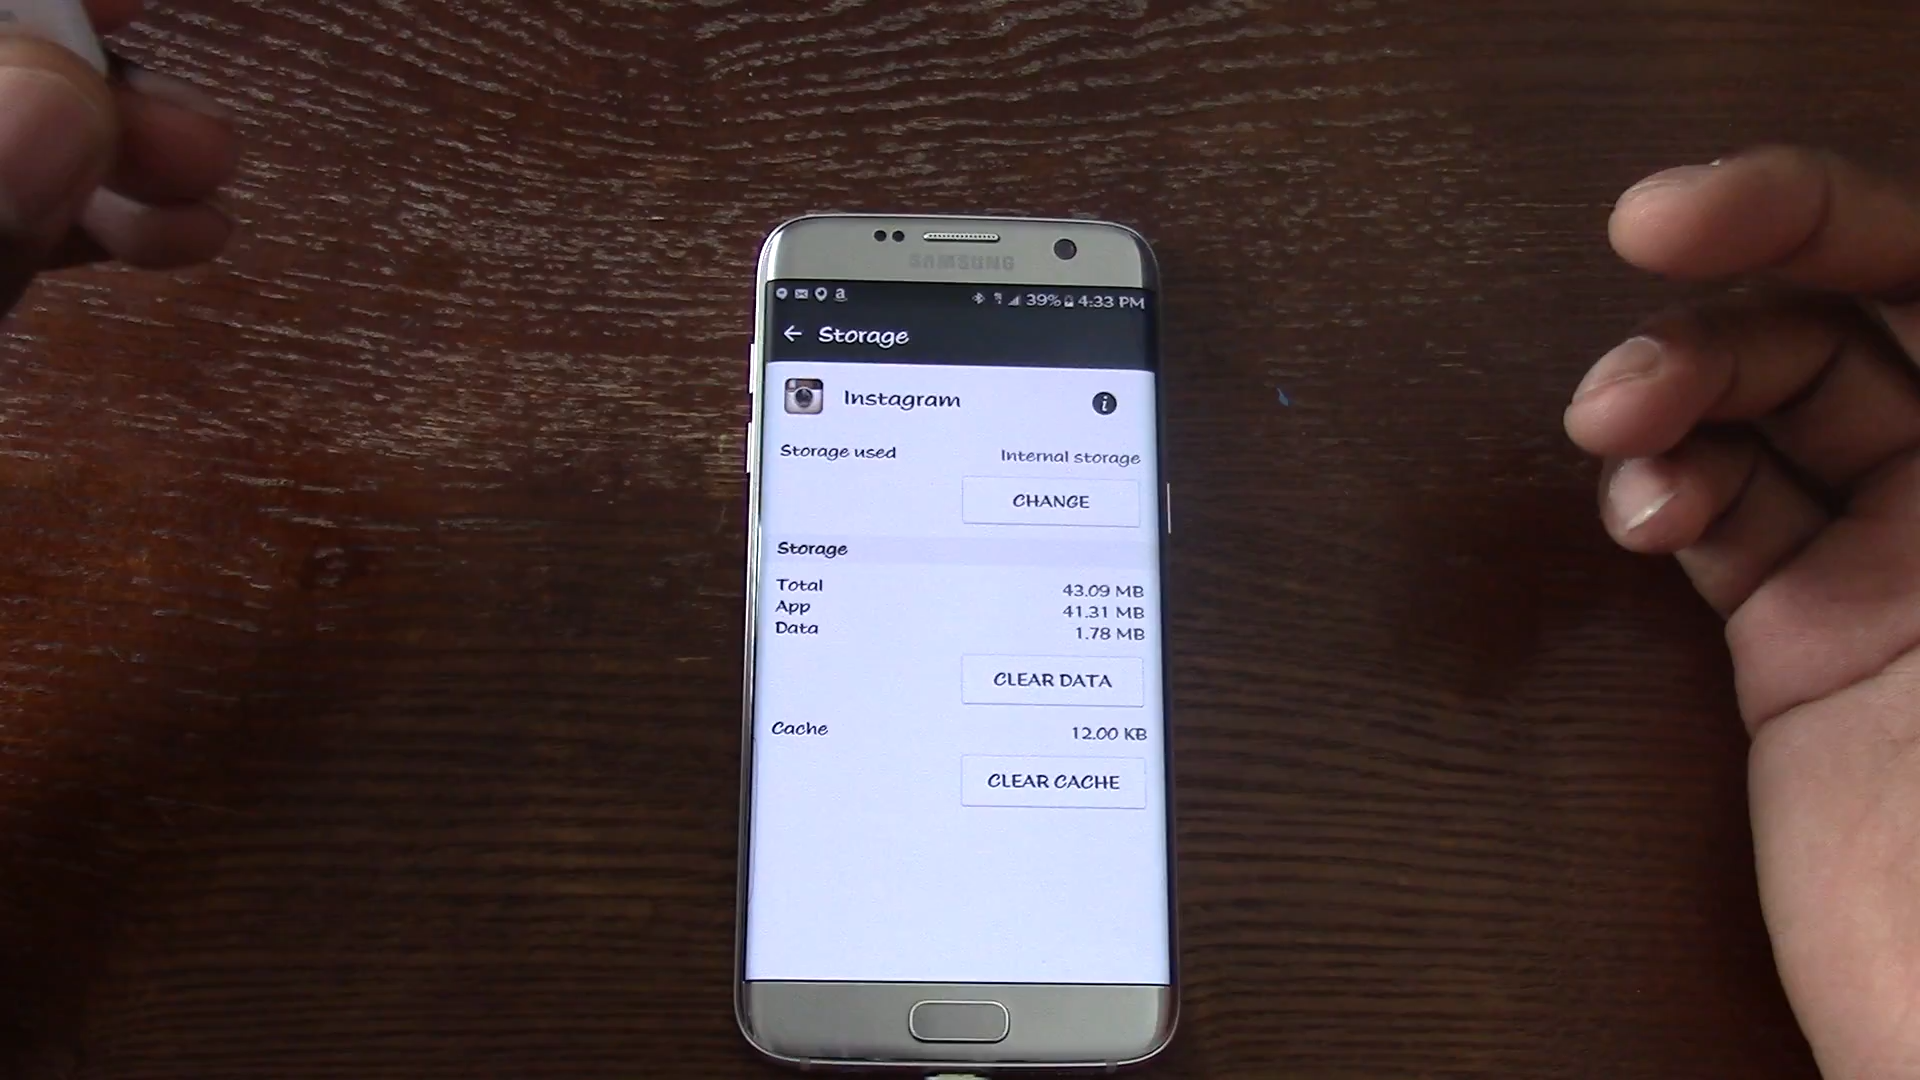 SAMSUNG
a 39% 4:33 PM
Storage
Instagram
Storage used Internal storage
CHANGE
Storage
Total 43.09 MB
App 41.31 MB
Data 1.78 MB
CLEAR DATA
Cache 12.00 KB
CLEAR CACHE